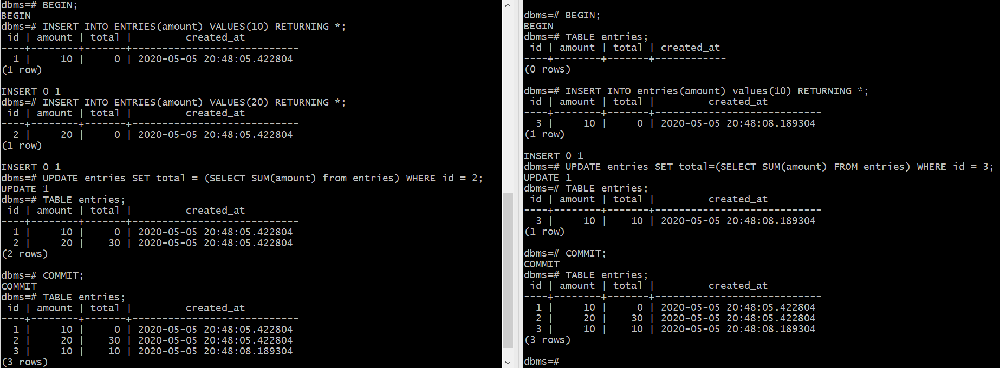 dbms=# BEGIN;
BEGIN
dbms=# INSERT INTO ENTRIES(amount) VALUES(10) RETURNING *;
 id | amount | total |         created_at
----+--------+-------+----------------------------
  1 |     10 |     0 | 2020-05-05 20:48:05.422804
(1 row)

INSERT 0 1
dbms=# INSERT INTO ENTRIES(amount) VALUES(20) RETURNING *;
 id | amount | total |         created_at
----+--------+-------+----------------------------
  2 |     20 |     0 | 2020-05-05 20:48:05.422804
(1 row)

INSERT 0 1
dbms=# UPDATE entries SET total = (SELECT SUM(amount) from entries) WHERE id = 2;
UPDATE 1
dbms=# TABLE entries;
 id | amount | total |         created_at
----+--------+-------+----------------------------
  1 |     10 |     0 | 2020-05-05 20:48:05.422804
  2 |     20 |    30 | 2020-05-05 20:48:05.422804
(2 rows)

dbms=# COMMIT;
COMMIT
dbms=# TABLE entries;
 id | amount | total |         created_at
----+--------+-------+----------------------------
  1 |     10 |     0 | 2020-05-05 20:48:05.422804
  2 |     20 |    30 | 2020-05-05 20:48:05.422804
  3 |     10 |    10 | 2020-05-05 20:48:08.189304
(3 rows)

dbms=# BEGIN;
BEGIN
dbms=# TABLE entries;
 id | amount | total | created_at
----+--------+-------+------------
(0 rows)

dbms=# INSERT INTO entries(amount) values(10) RETURNING *;
 id | amount | total |         created_at
----+--------+-------+----------------------------
  3 |     10 |     0 | 2020-05-05 20:48:08.189304
(1 row)

INSERT 0 1
dbms=# UPDATE entries SET total=(SELECT SUM(amount) FROM entries) WHERE id = 3;
UPDATE 1
dbms=# TABLE entries;
 id | amount | total |         created_at
----+--------+-------+----------------------------
  3 |     10 |    10 | 2020-05-05 20:48:08.189304
(1 row)

dbms=# COMMIT;
COMMIT
dbms=# TABLE entries;
 id | amount | total |         created_at
----+--------+-------+----------------------------
  1 |     10 |     0 | 2020-05-05 20:48:05.422804
  2 |     20 |    30 | 2020-05-05 20:48:05.422804
  3 |     10 |    10 | 2020-05-05 20:48:08.189304
(3 rows)

dbms=#